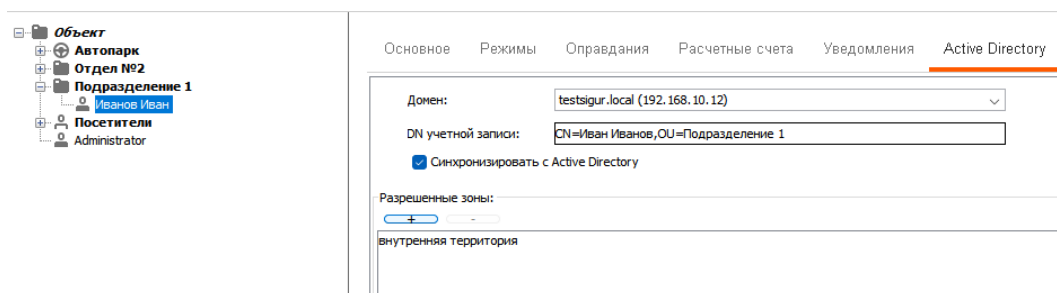 Объект
Автопарк
Отдел №2
Подразделение 1
Иванов Иван
Посетители
Administrator
Основное Режимы Оправдания Расчетные счета Уведомления Active Directory
Домен: testsigur.local (192.168.10.12)
DN учетной записи: CN=Иван Иванов,OU=Подразделение 1
Синхронизировать с Active Directory
Разрешенные зоны:
+ -
внутренняя территория